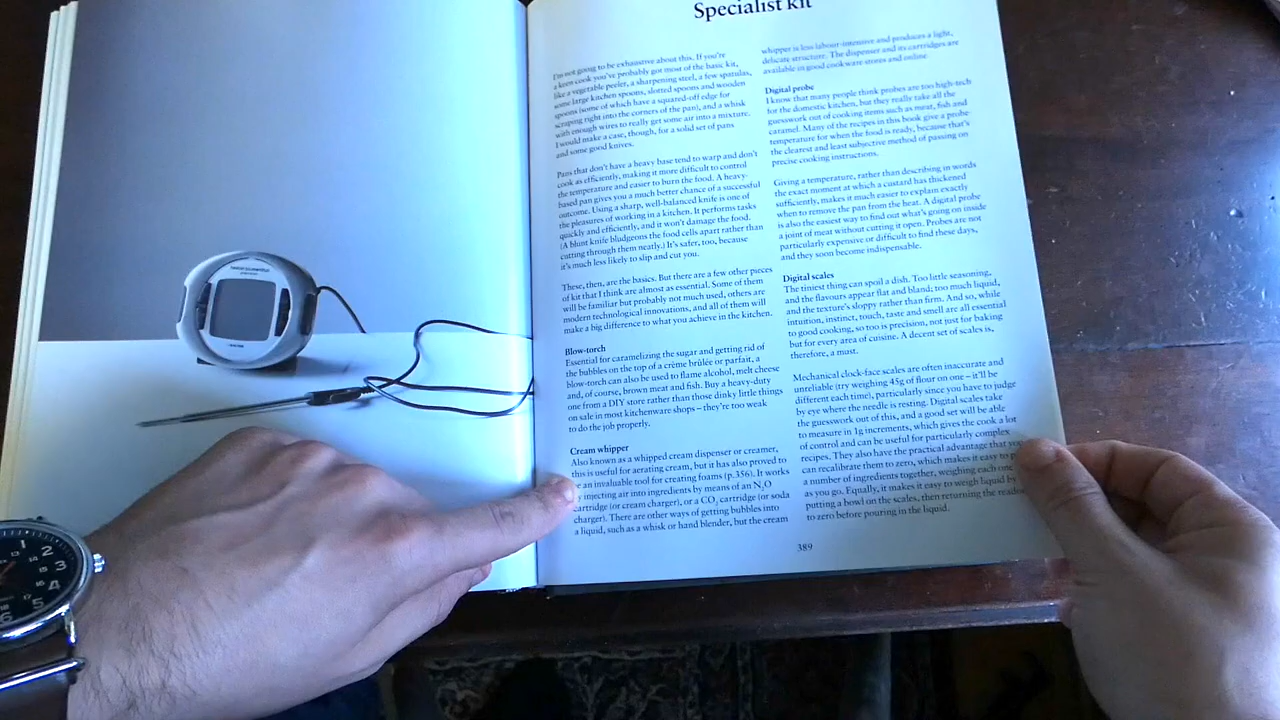 Specialist kit
I'm not going to be exhaustive about this. If you're
a keen cook you've probably got most of the basic kit,
like a vegetable peeler, a sharpening steel, a few spatulas,
some large kitchen spoons, slotted spoons and wooden
spoons (some of which have a squared-off edge for
scraping right into the corners of the pan), and a whisk
with enough wires to really get some air into a mixture.
I would make a case, though, for a solid set of pans
and some good knives.
Pans that don't have a heavy base tend to warp and don't
cook as efficiently, making it more difficult to control
the temperature and easier to burn the food. A heavy-
based pan gives you a much better chance of a successful
outcome. Using a sharp, well-balanced knife is one of
the pleasures of working in a kitchen. It performs tasks
quickly and efficiently, and it won't damage the food.
(A blunt knife bludgeons the food cells apart rather than
cutting through them neatly.) It's safer, too, because
it's much less likely to slip and cut you.
These, then, are the basics. But there are a few other pieces
of kit that I think are almost as essential. Some of them
will be familiar but probably not much used, others are
modern technological innovations, and all of them will
make a big difference to what you achieve in the kitchen.
Blow-torch
Essential for caramelizing the sugar and getting rid of
the bubbles on the top of a crème brûlée or parfait, a
blow-torch can also be used to flame alcohol, melt cheese
and, of course, brown meat and fish. Buy a heavy-duty
one from a DIY store rather than those dinky little things
on sale in most kitchenware shops – they're too weak
to do the job properly.
Cream whipper
Also known as a whipped cream dispenser or creamer,
this is useful for aerating cream, but it has also proved to
be an invaluable tool for creating foams (p.356). It works
by injecting air into ingredients by means of an N₂O
cartridge (or cream charger), or a CO₂ cartridge (or soda
charger). There are other ways of getting bubbles into
a liquid, such as a whisk or hand blender, but the cream
whipper is less labour-intensive and produces a light,
delicate structure. The dispenser and its cartridges are
available in good cookware stores and online.
Digital probe
I know that many people think probes are too high-tech
for the domestic kitchen, but they really take all the
guesswork out of cooking items such as meat, fish and
caramel. Many of the recipes in this book give a probe-
temperature for when the food is ready, because that's
the clearest and least subjective method of passing on
precise cooking instructions.
Giving a temperature, rather than describing in words
the exact moment at which a custard has thickened
sufficiently, makes it much easier to explain exactly
when to remove the pan from the heat. A digital probe
is also the easiest way to find out what's going on inside
a joint of meat without cutting it open. Probes are not
particularly expensive or difficult to find these days,
and they soon become indispensable.
Digital scales
The tiniest thing can spoil a dish. Too little seasoning,
and the flavours appear flat and bland; too much liquid,
and the texture's sloppy rather than firm. And so, while
intuition, instinct, touch, taste and smell are all essential
to good cooking, so too is precision, not just for baking
but for every area of cuisine. A decent set of scales is,
therefore, a must.
Mechanical clock-face scales are often inaccurate and
unreliable (try weighing 45g of flour on one – it'll be
different each time), particularly since you have to judge
by eye where the needle is resting. Digital scales take
the guesswork out of this, and a good set will be able
to measure in 1g increments, which gives the cook a lot
of control and can be useful for particularly complex
recipes. They also have the practical advantage that you
can recalibrate them to zero, which makes it easy to
a number of ingredients together, weighing each one
as you go. Equally, it makes it easy to weigh liquid by
putting a bowl on the scales, then returning the
to zero before pouring in the liquid.
389
1
2
3
4
5
6